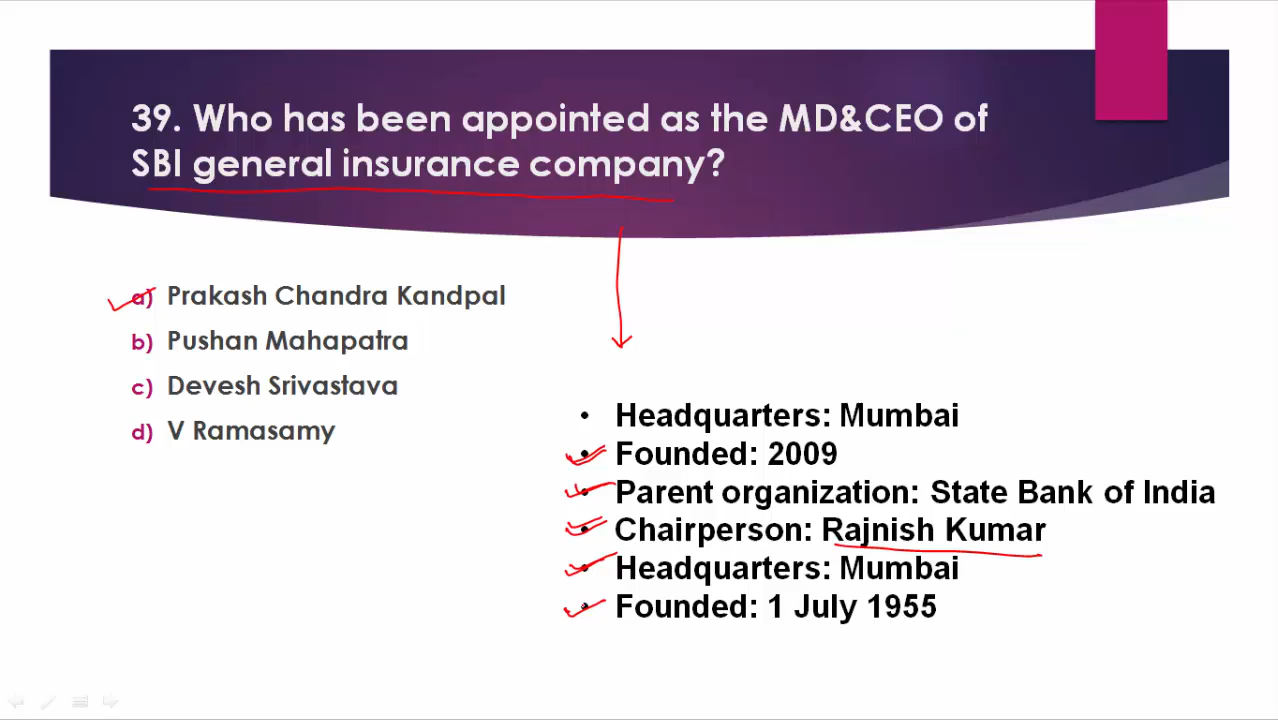 39. Who has been appointed as the MD&CEO of
SBI general insurance company?
a) Prakash Chandra Kandpal
b) Pushan Mahapatra
c) Devesh Srivastava
d) V Ramasamy
• Headquarters: Mumbai
• Founded: 2009
• Parent organization: State Bank of India
• Chairperson: Rajnish Kumar
• Headquarters: Mumbai
• Founded: 1 July 1955